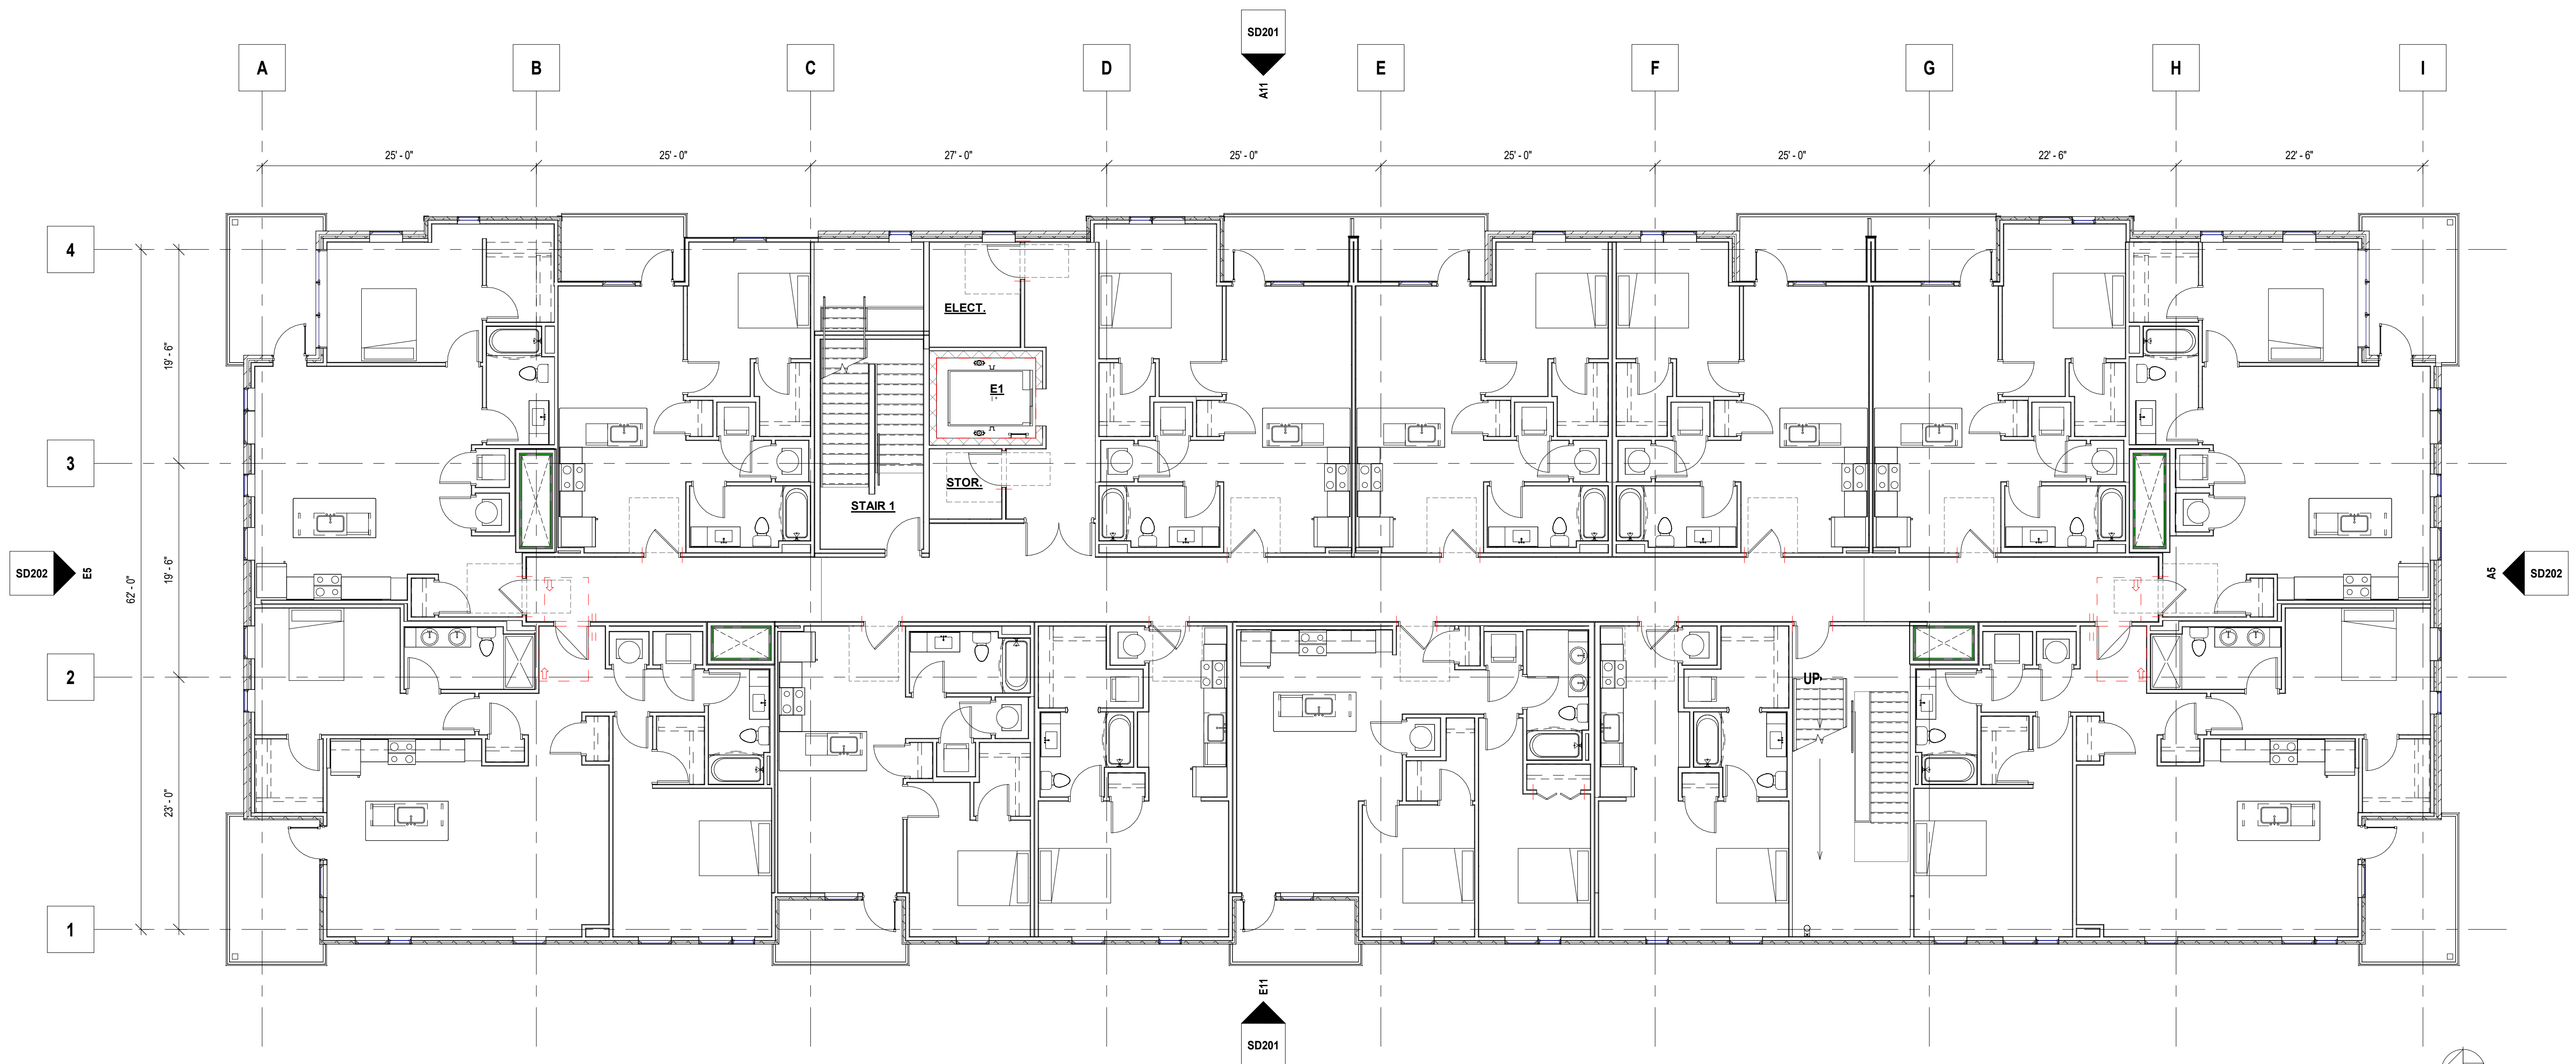 SD201
A11
A
B
C
D
E
F
G
H
I
25' - 0"
25' - 0"
27' - 0"
25' - 0"
25' - 0"
25' - 0"
22' - 6"
22' - 6"
4
3
2
1
19' - 6"
19' - 6"
23' - 0"
62' - 0"
ELECT.
E1
STOR.
STAIR 1
SD202
E5
A5
SD202
UP
E11
SD201